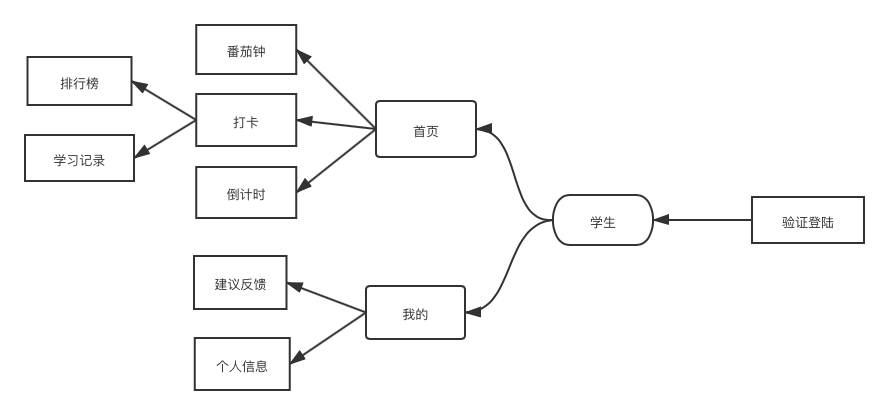 番茄钟
排行榜
打卡
首页
学习记录
倒计时
学生
验证登陆
建议反馈
我的
个人信息